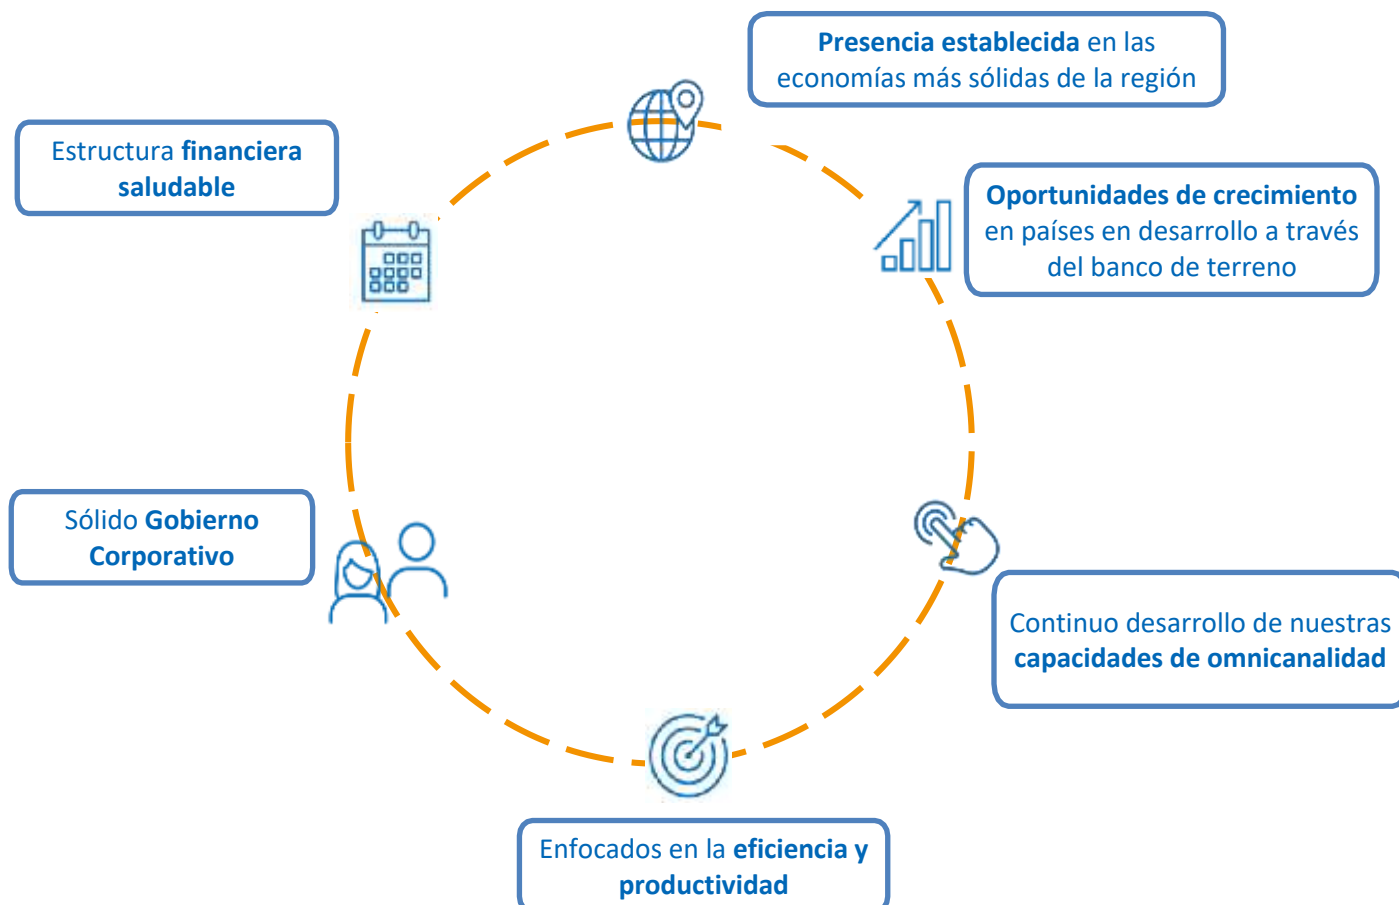 Presencia establecida en las
economías más sólidas de la región
Oportunidades de crecimiento
en países en desarrollo a través
del banco de terreno
Continuo desarrollo de nuestras
capacidades de omnicanalidad
Enfocados en la eficiencia y
productividad
Sólido Gobierno
Corporativo
Estructura financiera
saludable